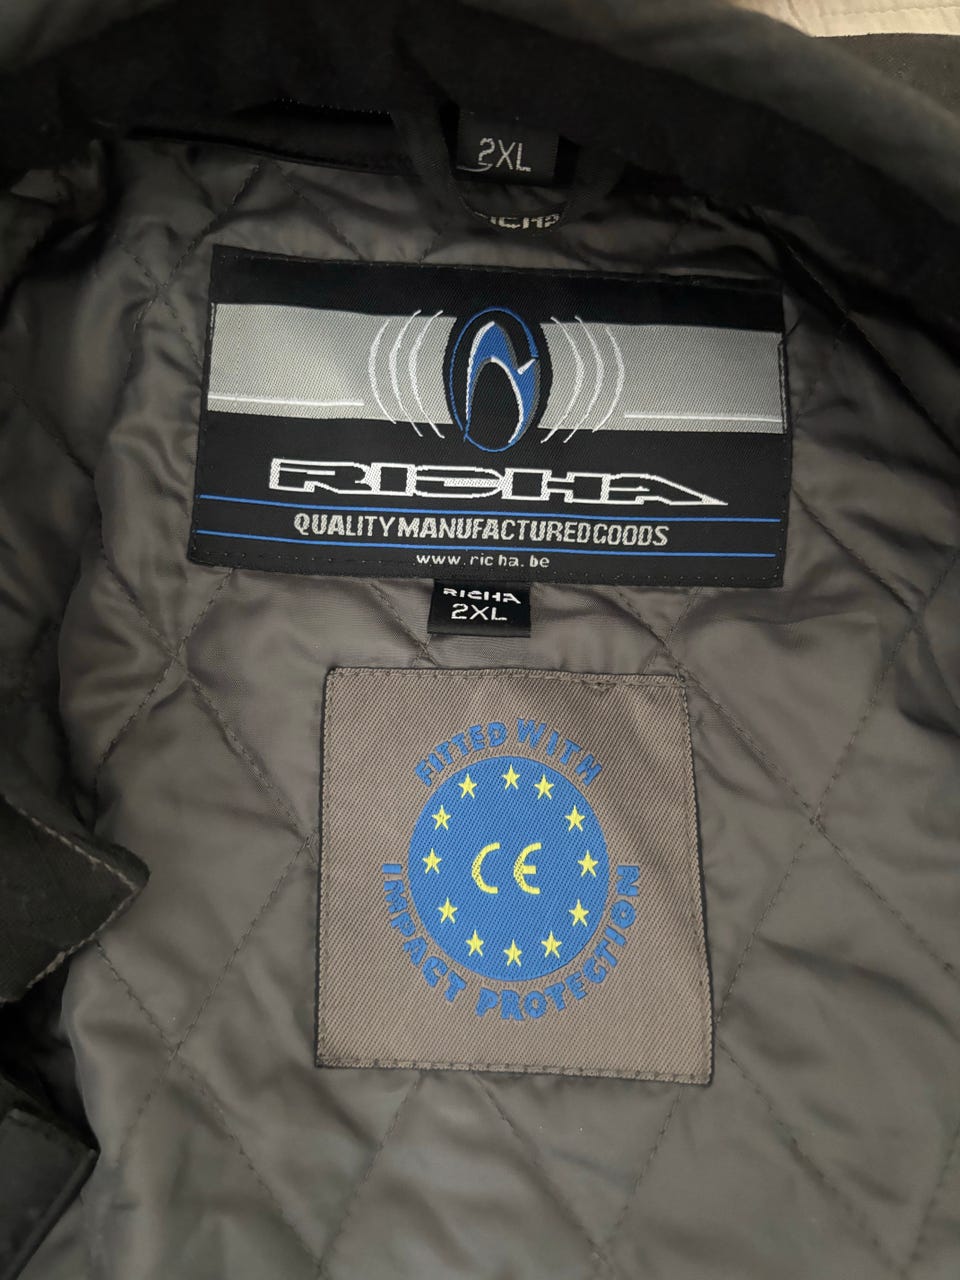 2XL
RICHA
RICHA
QUALITY MANUFACTURED GOODS
www.richa.be
RICHA
2XL
FITTED WITH
CE
IMPACT PROTECTION